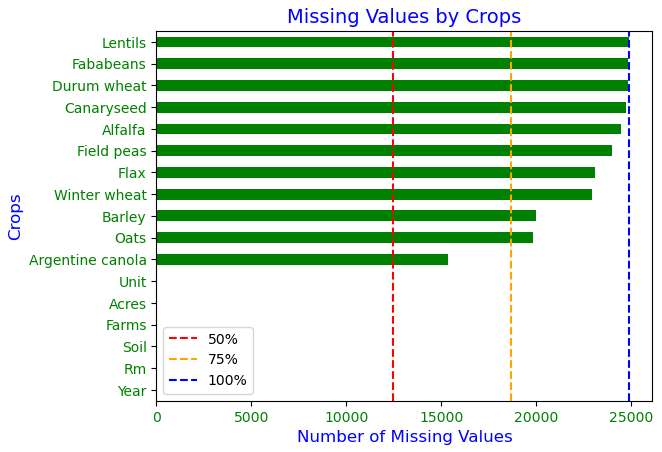 Missing Values by Crops
Crops
Lentils
Fababeans
Durum wheat
Canaryseed
Alfalfa
Field peas
Flax
Winter wheat
Barley
Oats
Argentine canola
Unit
Acres
Farms
Soil
Rm
Year
50%
75%
100%
0 5000 10000 15000 20000 25000
Number of Missing Values